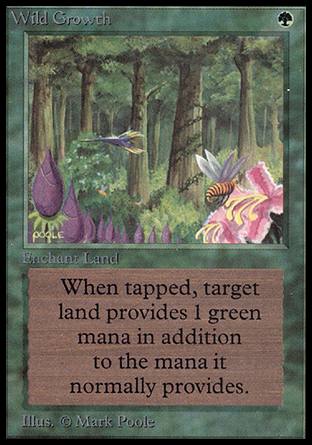 Wild Growth
POOLE
Enchant Land
When tapped, target
land provides 1 green
mana in addition
to the mana it
normally provides.
Illus. © Mark Poole